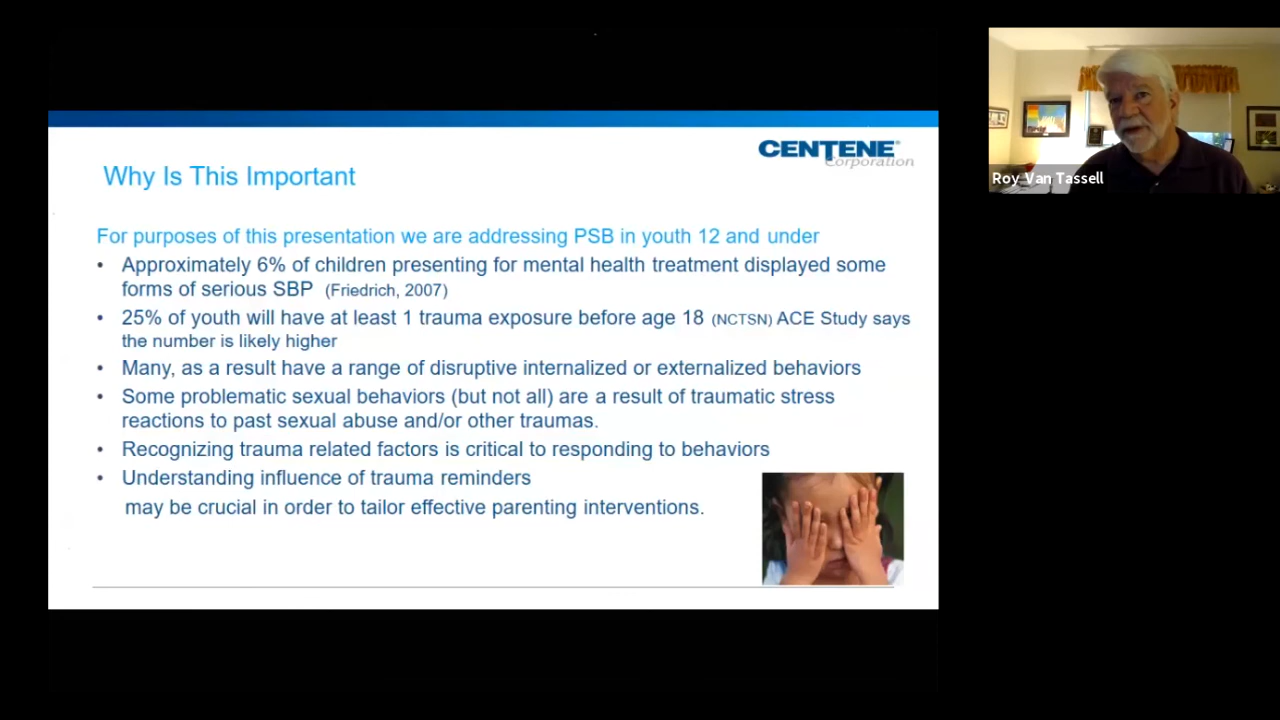 CENTENE®
Corporation
Why Is This Important
For purposes of this presentation we are addressing PSB in youth 12 and under
• Approximately 6% of children presenting for mental health treatment displayed some
forms of serious SBP (Friedrich, 2007)
• 25% of youth will have at least 1 trauma exposure before age 18 (NCTSN) ACE Study says
the number is likely higher
• Many, as a result have a range of disruptive internalized or externalized behaviors
• Some problematic sexual behaviors (but not all) are a result of traumatic stress
reactions to past sexual abuse and/or other traumas.
• Recognizing trauma related factors is critical to responding to behaviors
• Understanding influence of trauma reminders
may be crucial in order to tailor effective parenting interventions.
Roy Van Tassell